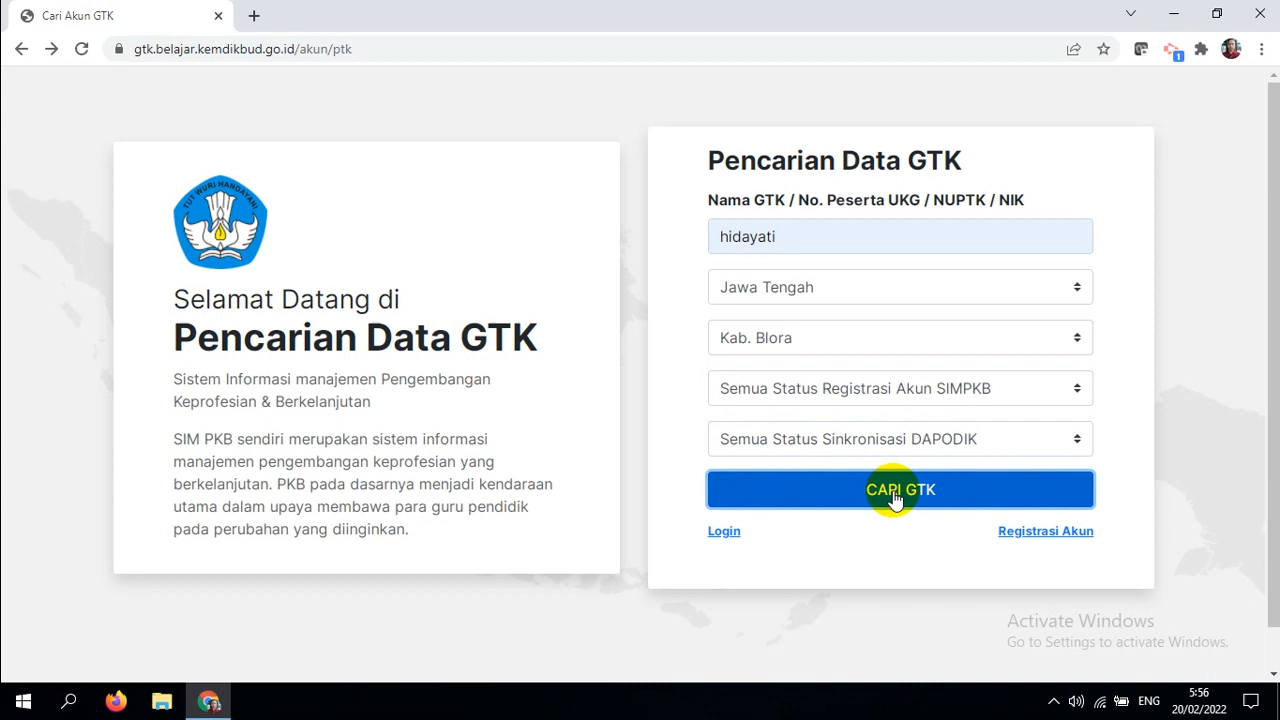 Cari Akun GTK
gtk.belajar.kemdikbud.go.id/akun/ptk
1
TUT WURI HANDAYANI
Selamat Datang di
Pencarian Data GTK
Sistem Informasi manajemen Pengembangan
Keprofesian & Berkelanjutan
SIM PKB sendiri merupakan sistem informasi
manajemen pengembangan keprofesian yang
berkelanjutan. PKB pada dasarnya menjadi kendaraan
utama dalam upaya membawa para guru pendidik
pada perubahan yang diinginkan.
Pencarian Data GTK
Nama GTK / No. Peserta UKG / NUPTK / NIK
hidayati
Jawa Tengah
Kab. Blora
Semua Status Registrasi Akun SIMPKB
Semua Status Sinkronisasi DAPODIK
CARI GTK
Login
Registrasi Akun
Activate Windows
Go to Settings to activate Windows.
ENG
5:56
20/02/2022